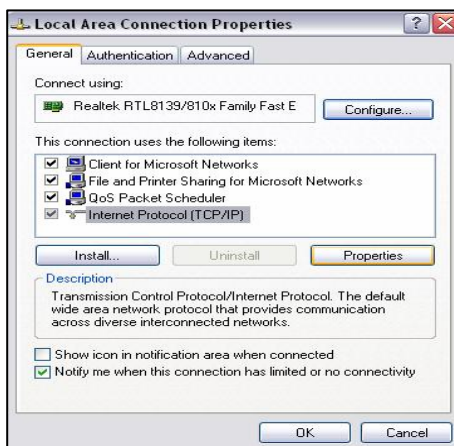 Local Area Connection Properties
General Authentication Advanced
Connect using:
Realtek RTL8139/810x Family Fast E Configure...
This connection uses the following items:
Client for Microsoft Networks
File and Printer Sharing for Microsoft Networks
QoS Packet Scheduler
Internet Protocol (TCP/IP)
Install... Uninstall Properties
Description
Transmission Control Protocol/Internet Protocol. The default
wide area network protocol that provides communication
across diverse interconnected networks.
Show icon in notification area when connected
Notify me when this connection has limited or no connectivity
OK Cancel